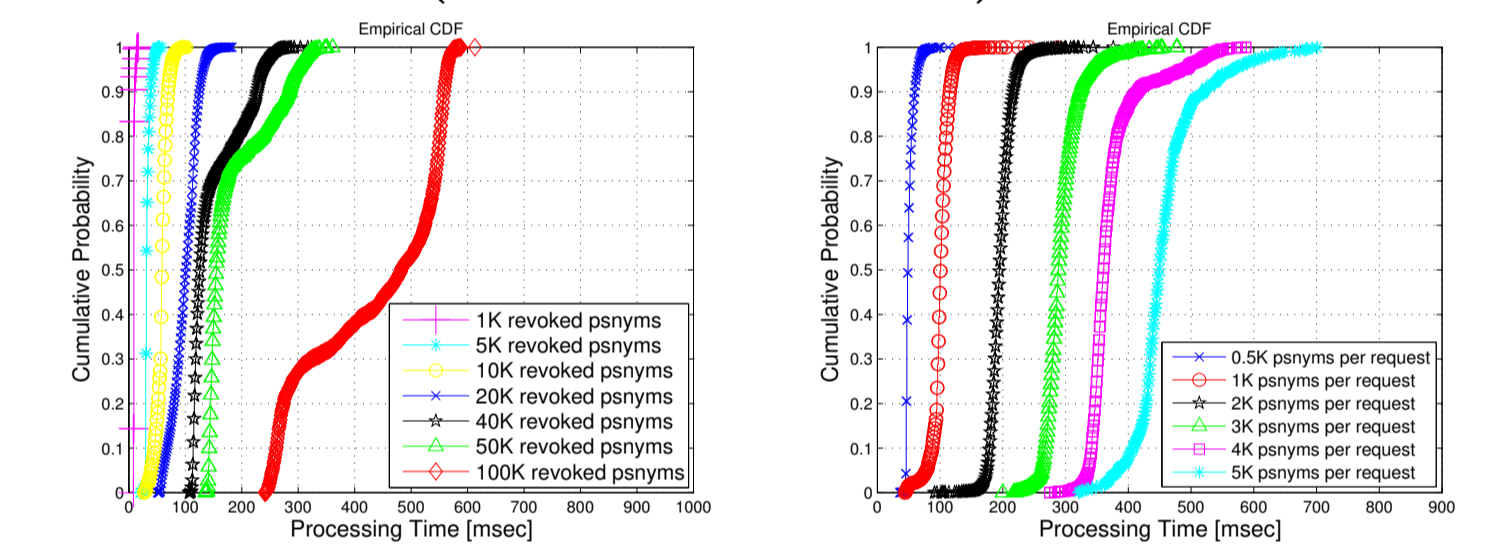 Empirical CDF
1
0.9
0.8
0.7
0.6
0.5
0.4
0.3
0.2
0.1
0
Cumulative Probability
1K revoked psnyms
5K revoked psnyms
10K revoked psnyms
20K revoked psnyms
40K revoked psnyms
50K revoked psnyms
100K revoked psnyms
0 100 200 300 400 500 600 700 800 900 1000
Processing Time [msec]
Empirical CDF
1
0.9
0.8
0.7
0.6
0.5
0.4
0.3
0.2
0.1
0
Cumulative Probability
0.5K psnyms per request
1K psnyms per request
2K psnyms per request
3K psnyms per request
4K psnyms per request
5K psnyms per request
0 100 200 300 400 500 600 700 800 900
Processing Time [msec]